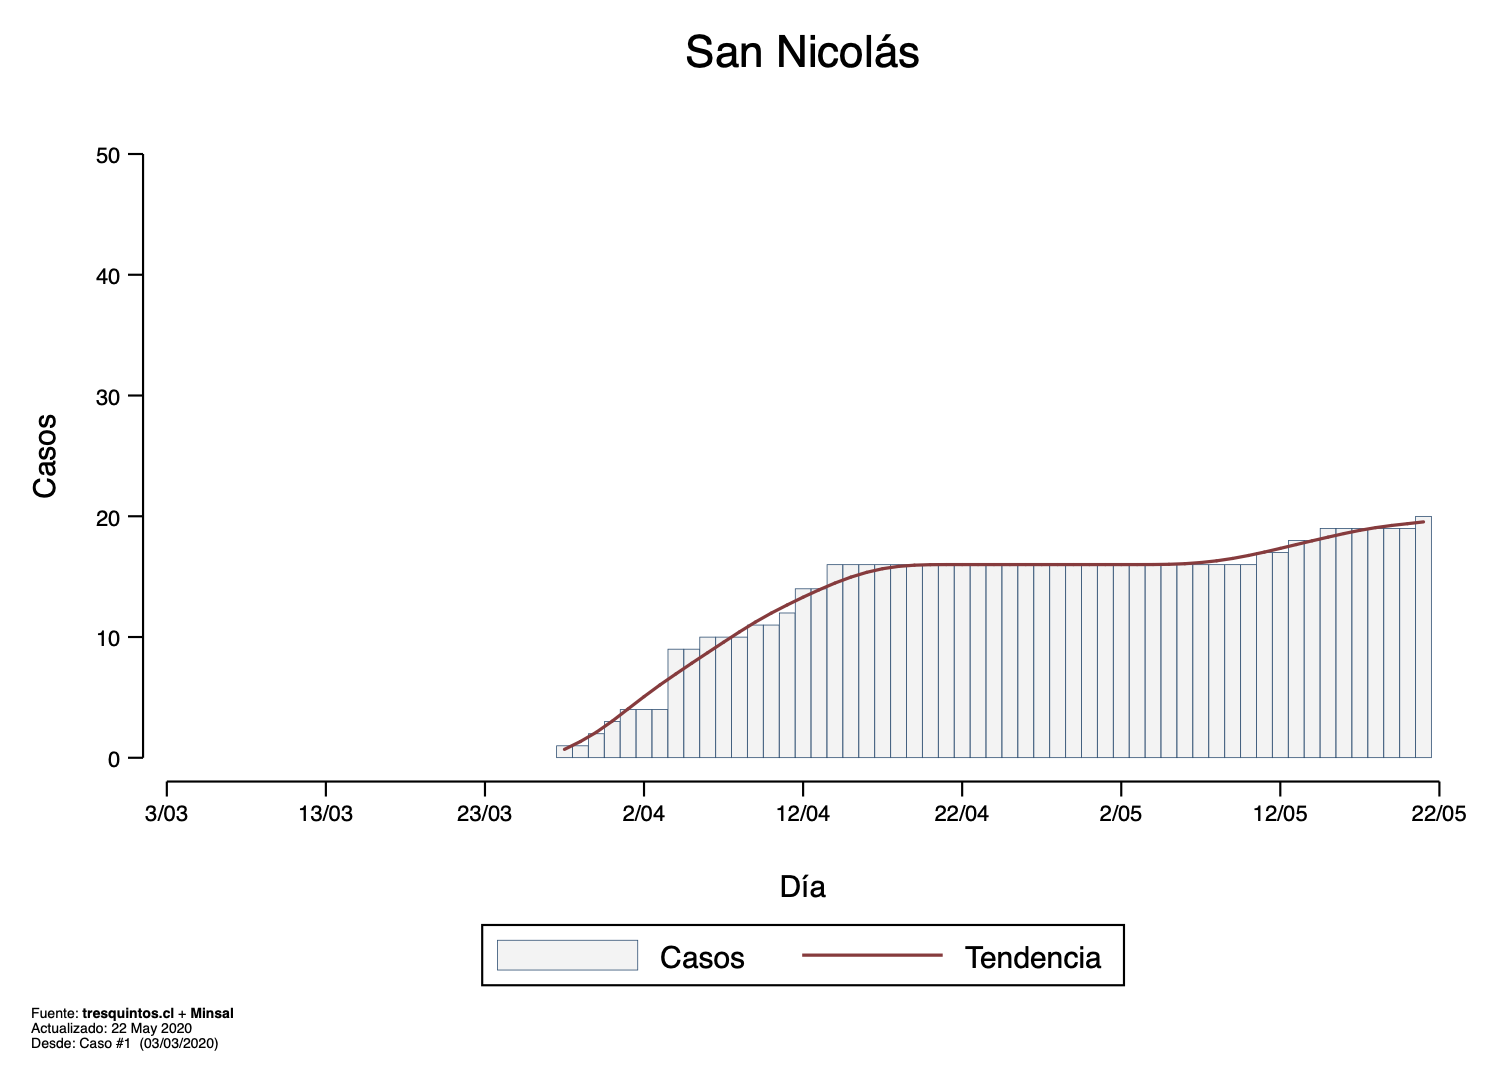 San Nicolás
50
40
30
20
10
0
Casos
3/03 13/03 23/03 2/04 12/04 22/04 2/05 12/05 22/05
Día
Casos Tendencia
Fuente: tresquintos.cl + Minsal
Actualizado: 22 May 2020
Desde: Caso #1 (03/03/2020)